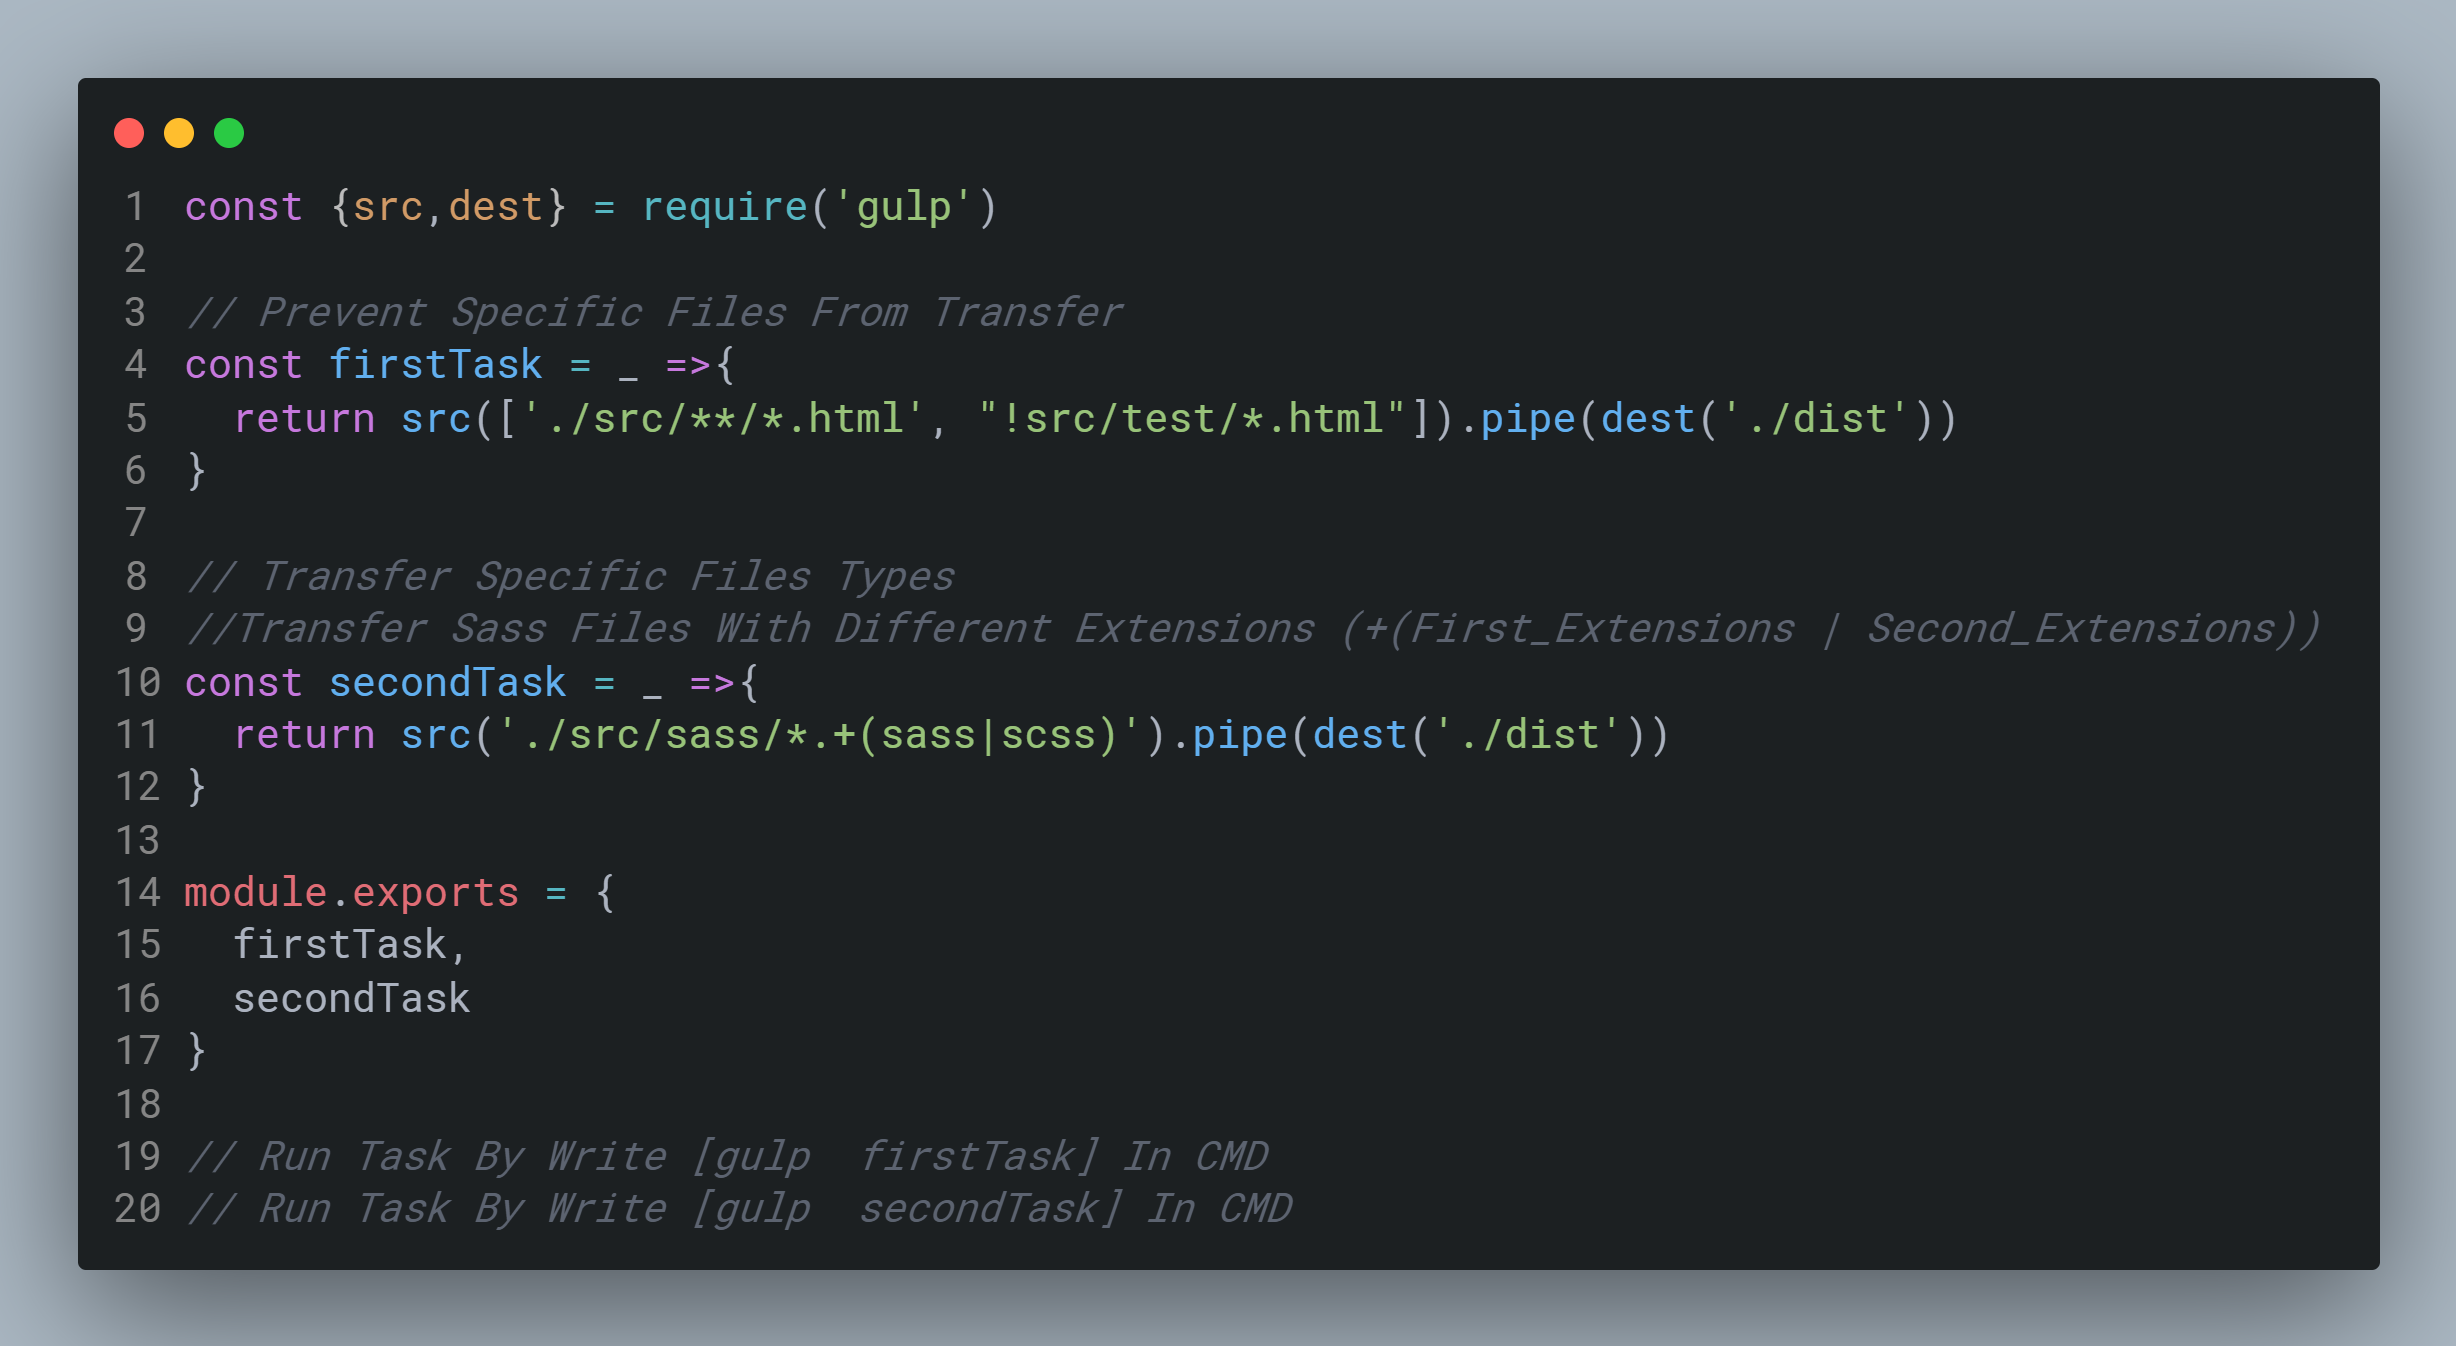 1 const {src,dest} = require('gulp')
2
3 // Prevent Specific Files From Transfer
4 const firstTask = _ =>{
5   return src(['./src/**/*.html', "!src/test/*.html"]).pipe(dest('./dist'))
6 }
7
8 // Transfer Specific Files Types
9 //Transfer Sass Files With Different Extensions (+(First_Extensions | Second_Extensions))
10 const secondTask = _ =>{
11   return src('./src/sass/*.+(sass|scss)').pipe(dest('./dist'))
12 }
13
14 module.exports = {
15   firstTask,
16   secondTask
17 }
18
19 // Run Task By Write [gulp  firstTask] In CMD
20 // Run Task By Write [gulp  secondTask] In CMD